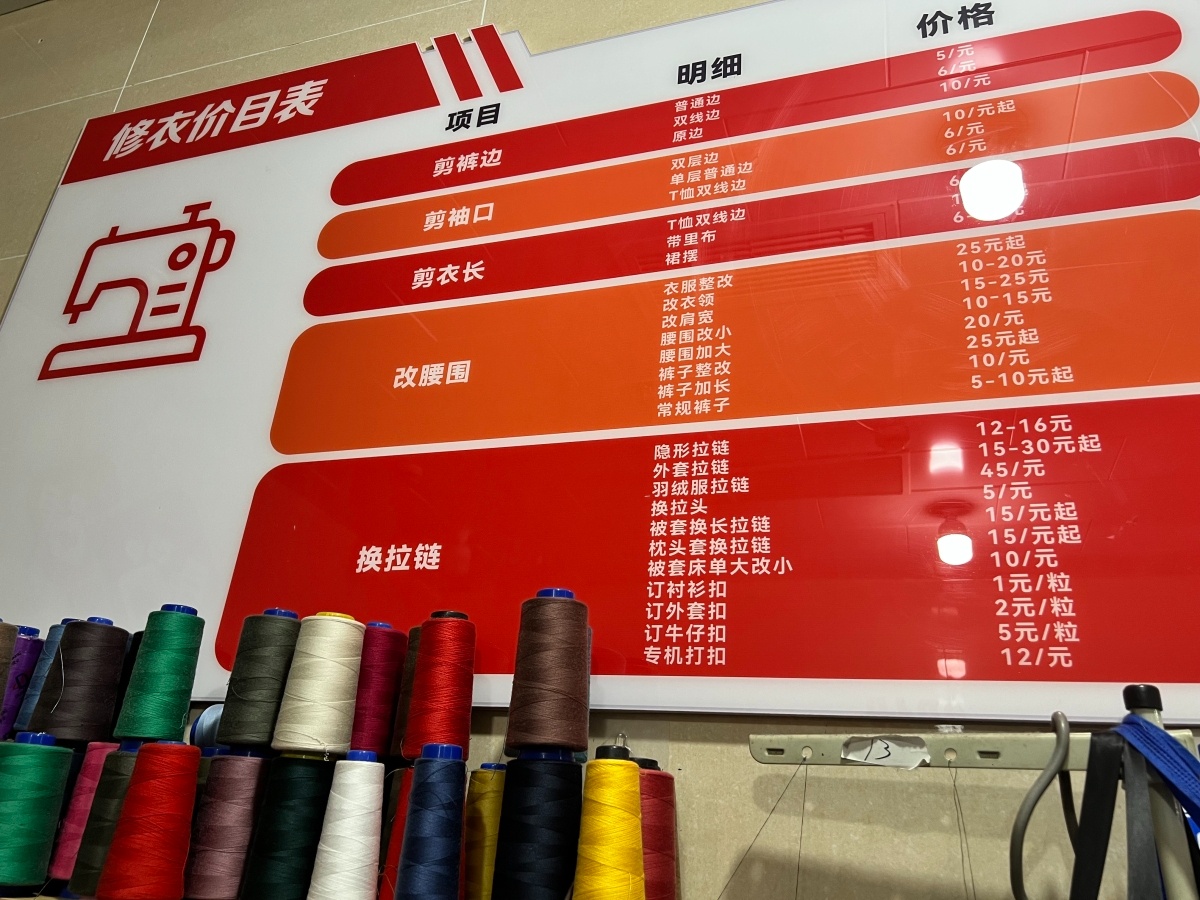 修衣价目表
项目 明细 价格
剪裤边
普通边 5/元
双线边 6/元
原边 10/元
剪袖口
双层边 10/元起
单层普通边 6/元
T恤双线边 6/元
剪衣长
T恤双线边
带里布
裙摆
改腰围
衣服整改 25元起
改衣领 10-20元
改肩宽 15-25元
腰围改小 10-15元
腰围加大 20/元
裤子整改 25元起
裤子加长 10/元
常规裤子 5-10元起
换拉链
隐形拉链 12-16元
外套拉链 15-30元起
羽绒服拉链 45/元
换拉头 5/元
被套换长拉链 15/元起
枕头套换拉链 15/元起
被套床单大改小 10/元
订衬衫扣 1元/粒
订外套扣 2元/粒
订牛仔扣 5元/粒
专机打扣 12/元
3